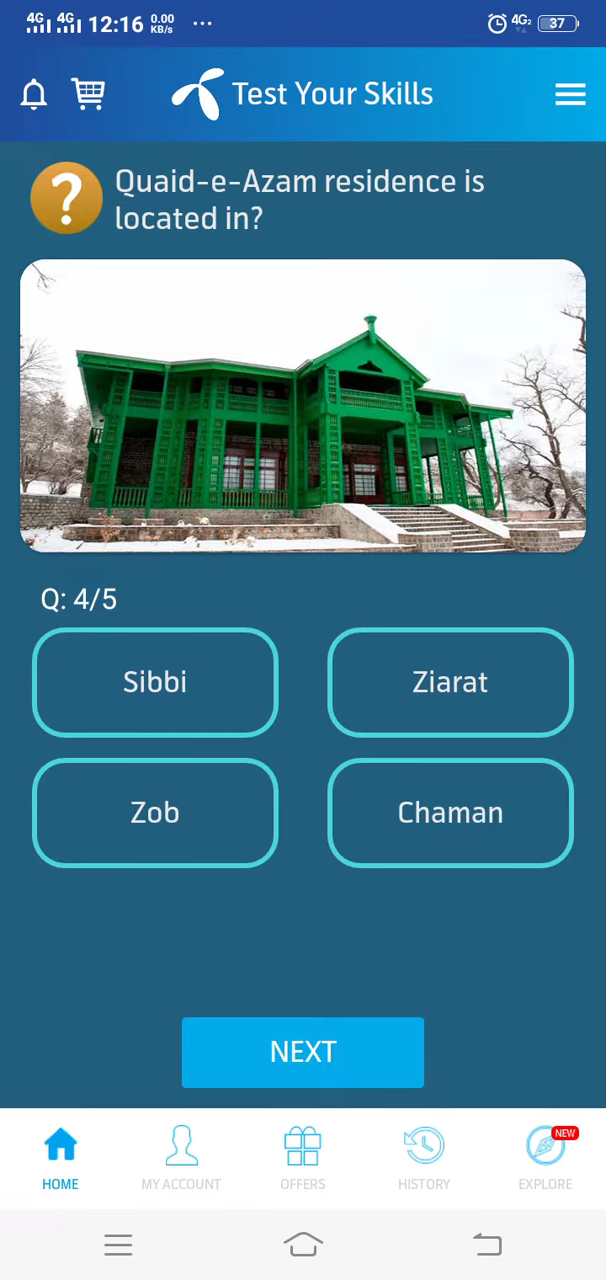 4G 4G 12:16 0.00 KB/s ... 4G2 37
Test Your Skills
?
Quaid-e-Azam residence is
located in?
Q: 4/5
Sibbi
Ziarat
Zob
Chaman
NEXT
NEW
HOME
MY ACCOUNT
OFFERS
HISTORY
EXPLORE